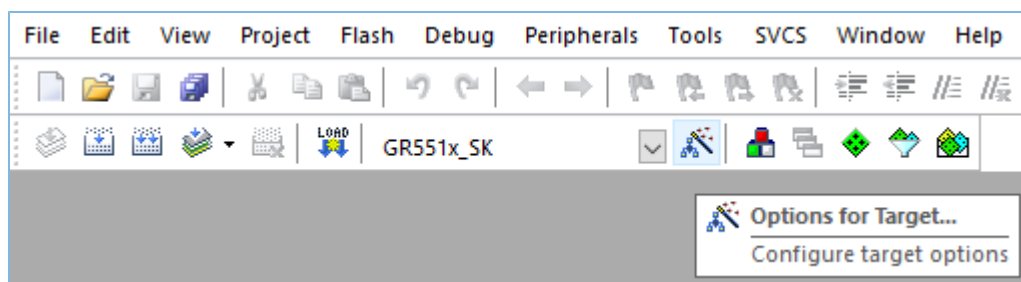 File Edit View Project Flash Debug Peripherals Tools SVCS Window Help
LOAD
GR551x_SK
Options for Target...
Configure target options